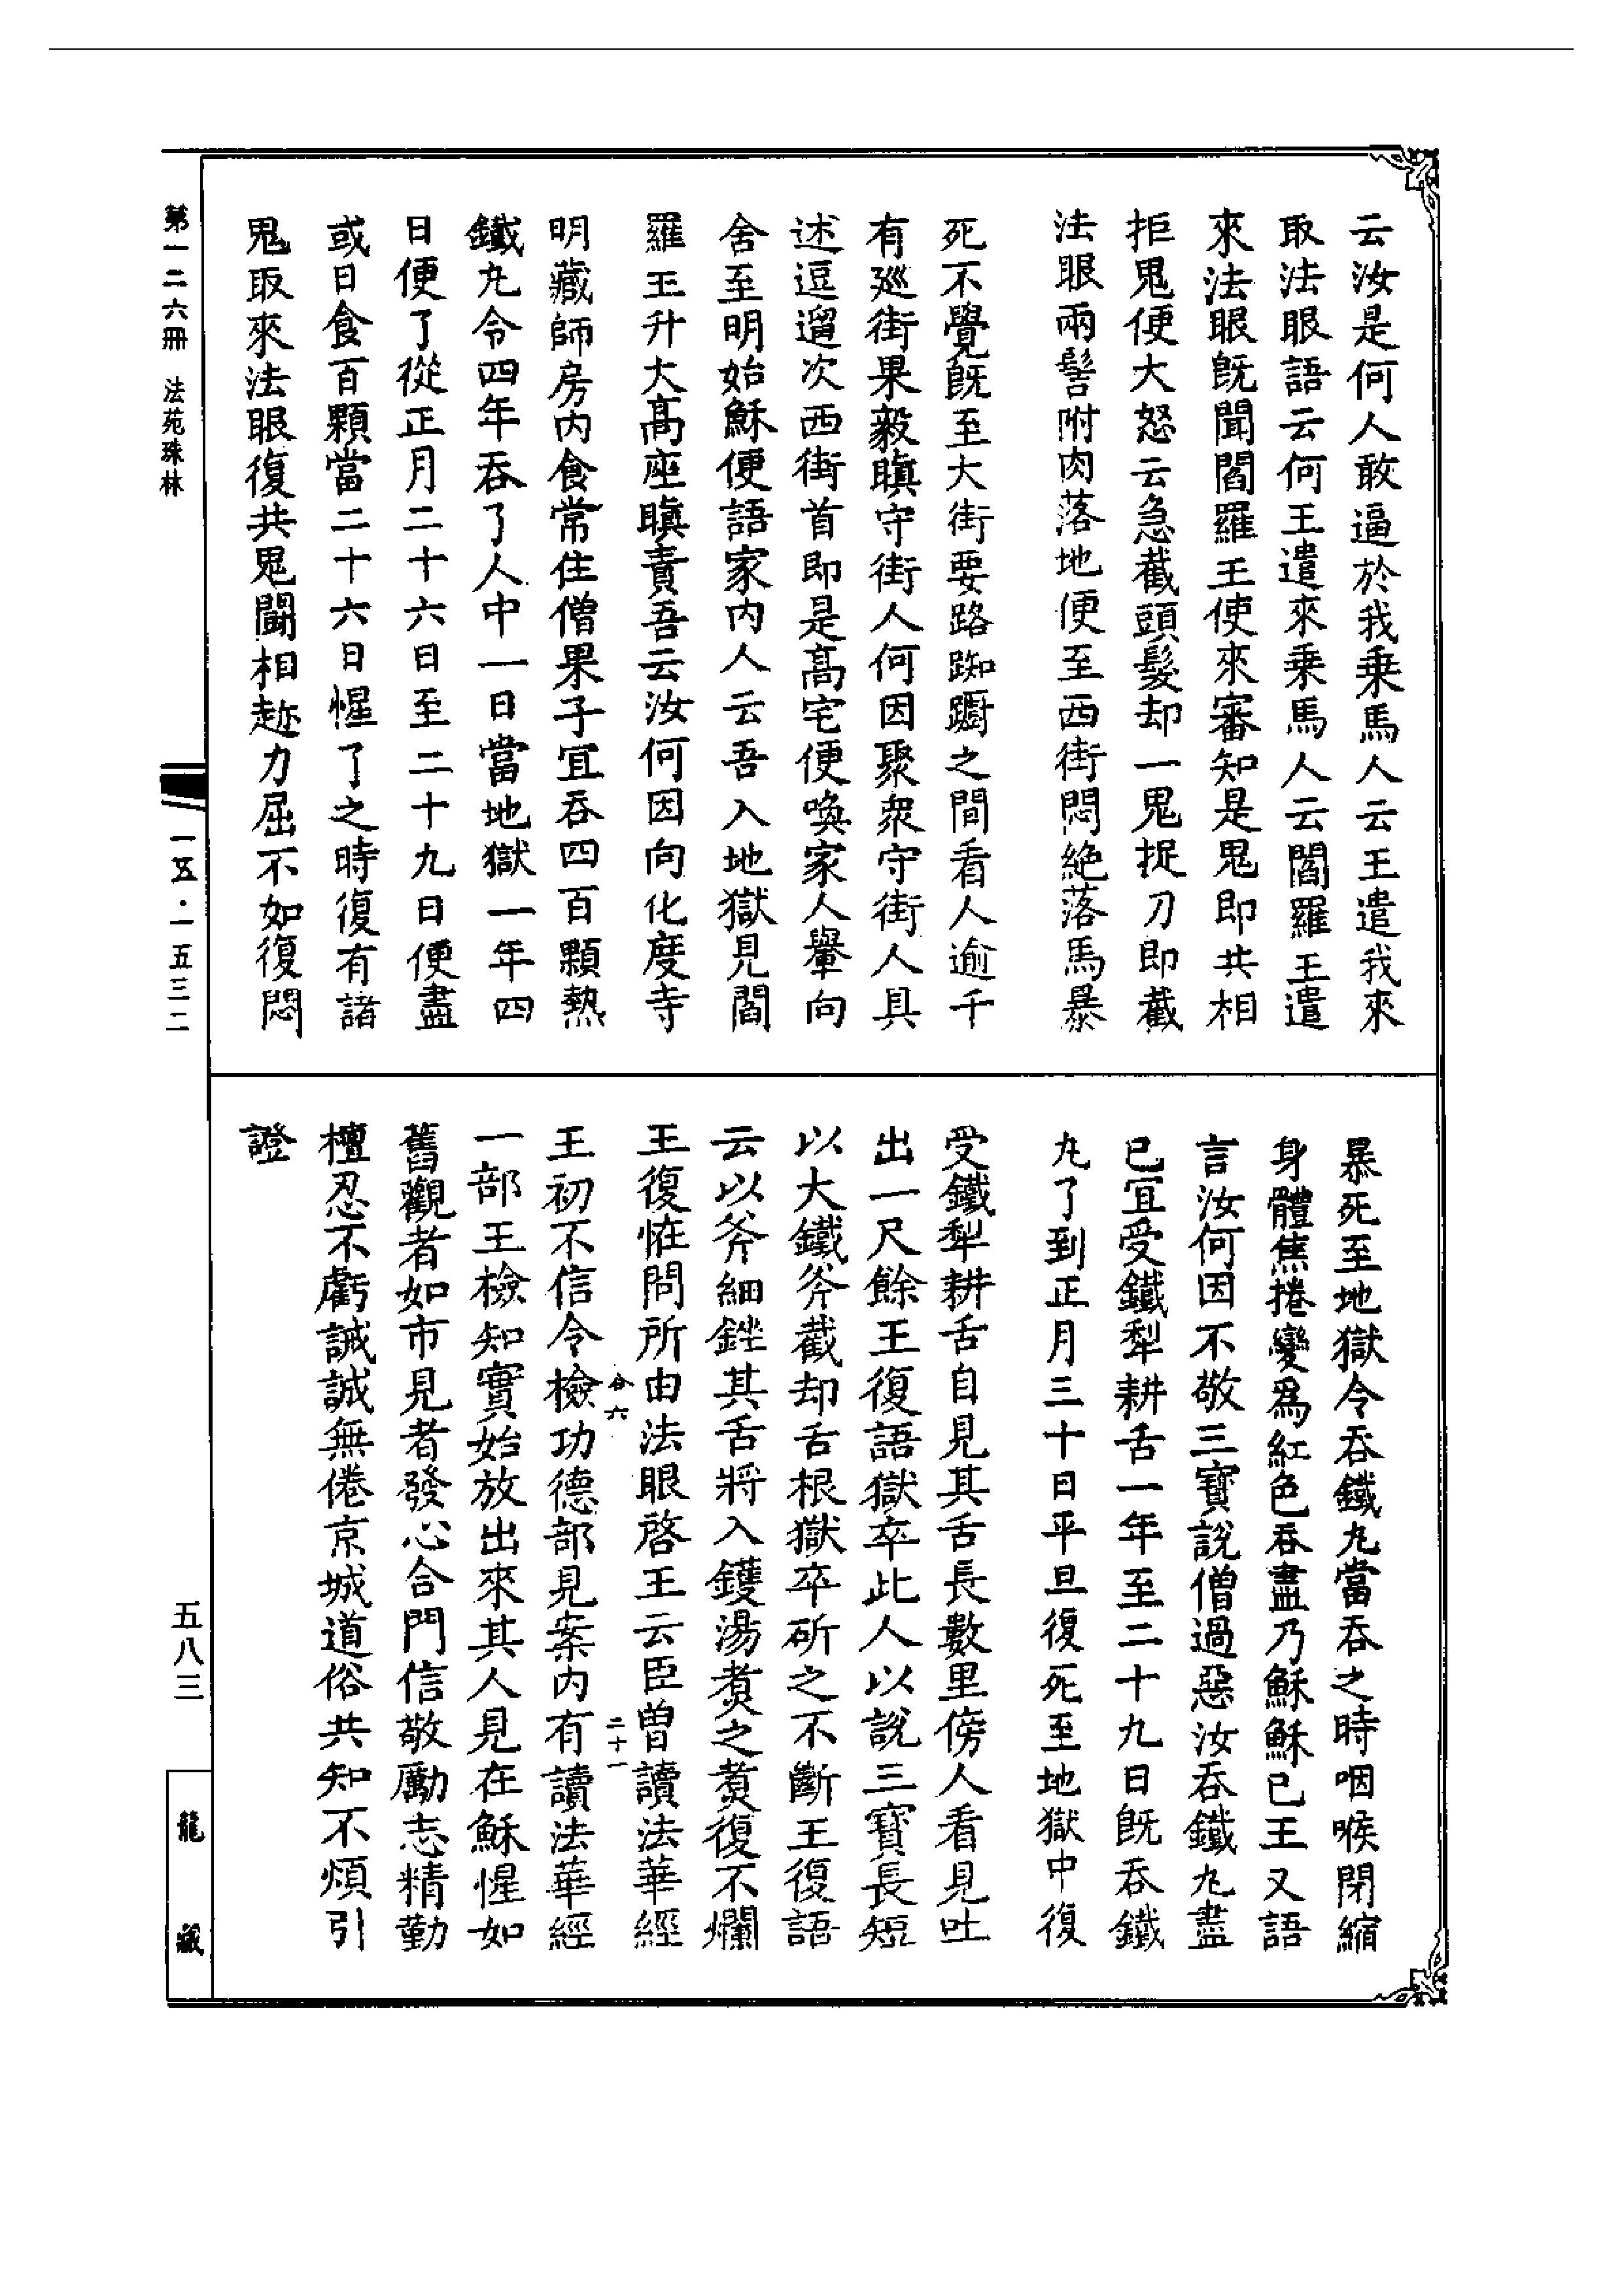 云汝是何人敢逼於我乗馬人云王遣我來
取法眼語云何王遣來乗馬人云閻羅王遣
來法眼旣聞閻羅王使來審知是鬼即共相
拒鬼便大怒云急截頭髮却一鬼捉刀即截
法眼兩髻附肉落地便至西街悶絶落馬暴
死不覺旣至大街要路踟躕之間看人逾千
有廵街果毅瞋守街人何因聚衆守街人具
述逗遛次西街首即是髙宅便喚家人轝向
舍至明始穌便語家内人云吾入地獄見閻
羅王升大髙座瞋責吾云汝何因向化度寺
明藏師房内食常住僧果子宜吞四百顆熱
鐵丸令四年吞了人中一日當地獄一年四
日便了從正月二十六日至二十九日便盡
或日食百顆當二十六日惺了之時復有諸
鬼取來法眼復共鬼鬭相趂力屈不如復悶
暴死至地獄令吞鐵丸當吞之時咽喉閉縮
身體焦捲變爲紅色吞盡乃穌穌已王又語
言汝何因不敬三寳說僧過惡汝吞鐵丸盡
已宜受鐵犁耕舌一年至二十九日旣吞鐵
丸了到正月三十日平旦復死至地獄中復
受鐵犁耕舌自見其舌長數里傍人看見吐
出一尺餘王復語獄卒此人以說三寳長短
以大鐵斧截却舌根獄卒斫之不斷王復語
云以斧細銼其舌將入鑊湯煮之煮復不爛
王復恠問所由法眼啓王云臣曽讀法華經
合六 二十一
王初不信令檢功德部見案内有讀法華經
一部王檢知實始放出來其人見在穌惺如
舊觀者如市見者發心合門信敬勵志精勤
檀忍不虧誡誠無倦京城道俗共知不煩引
證
第一二六冊 法苑珠林
一五·一五三二
五八三
龍藏